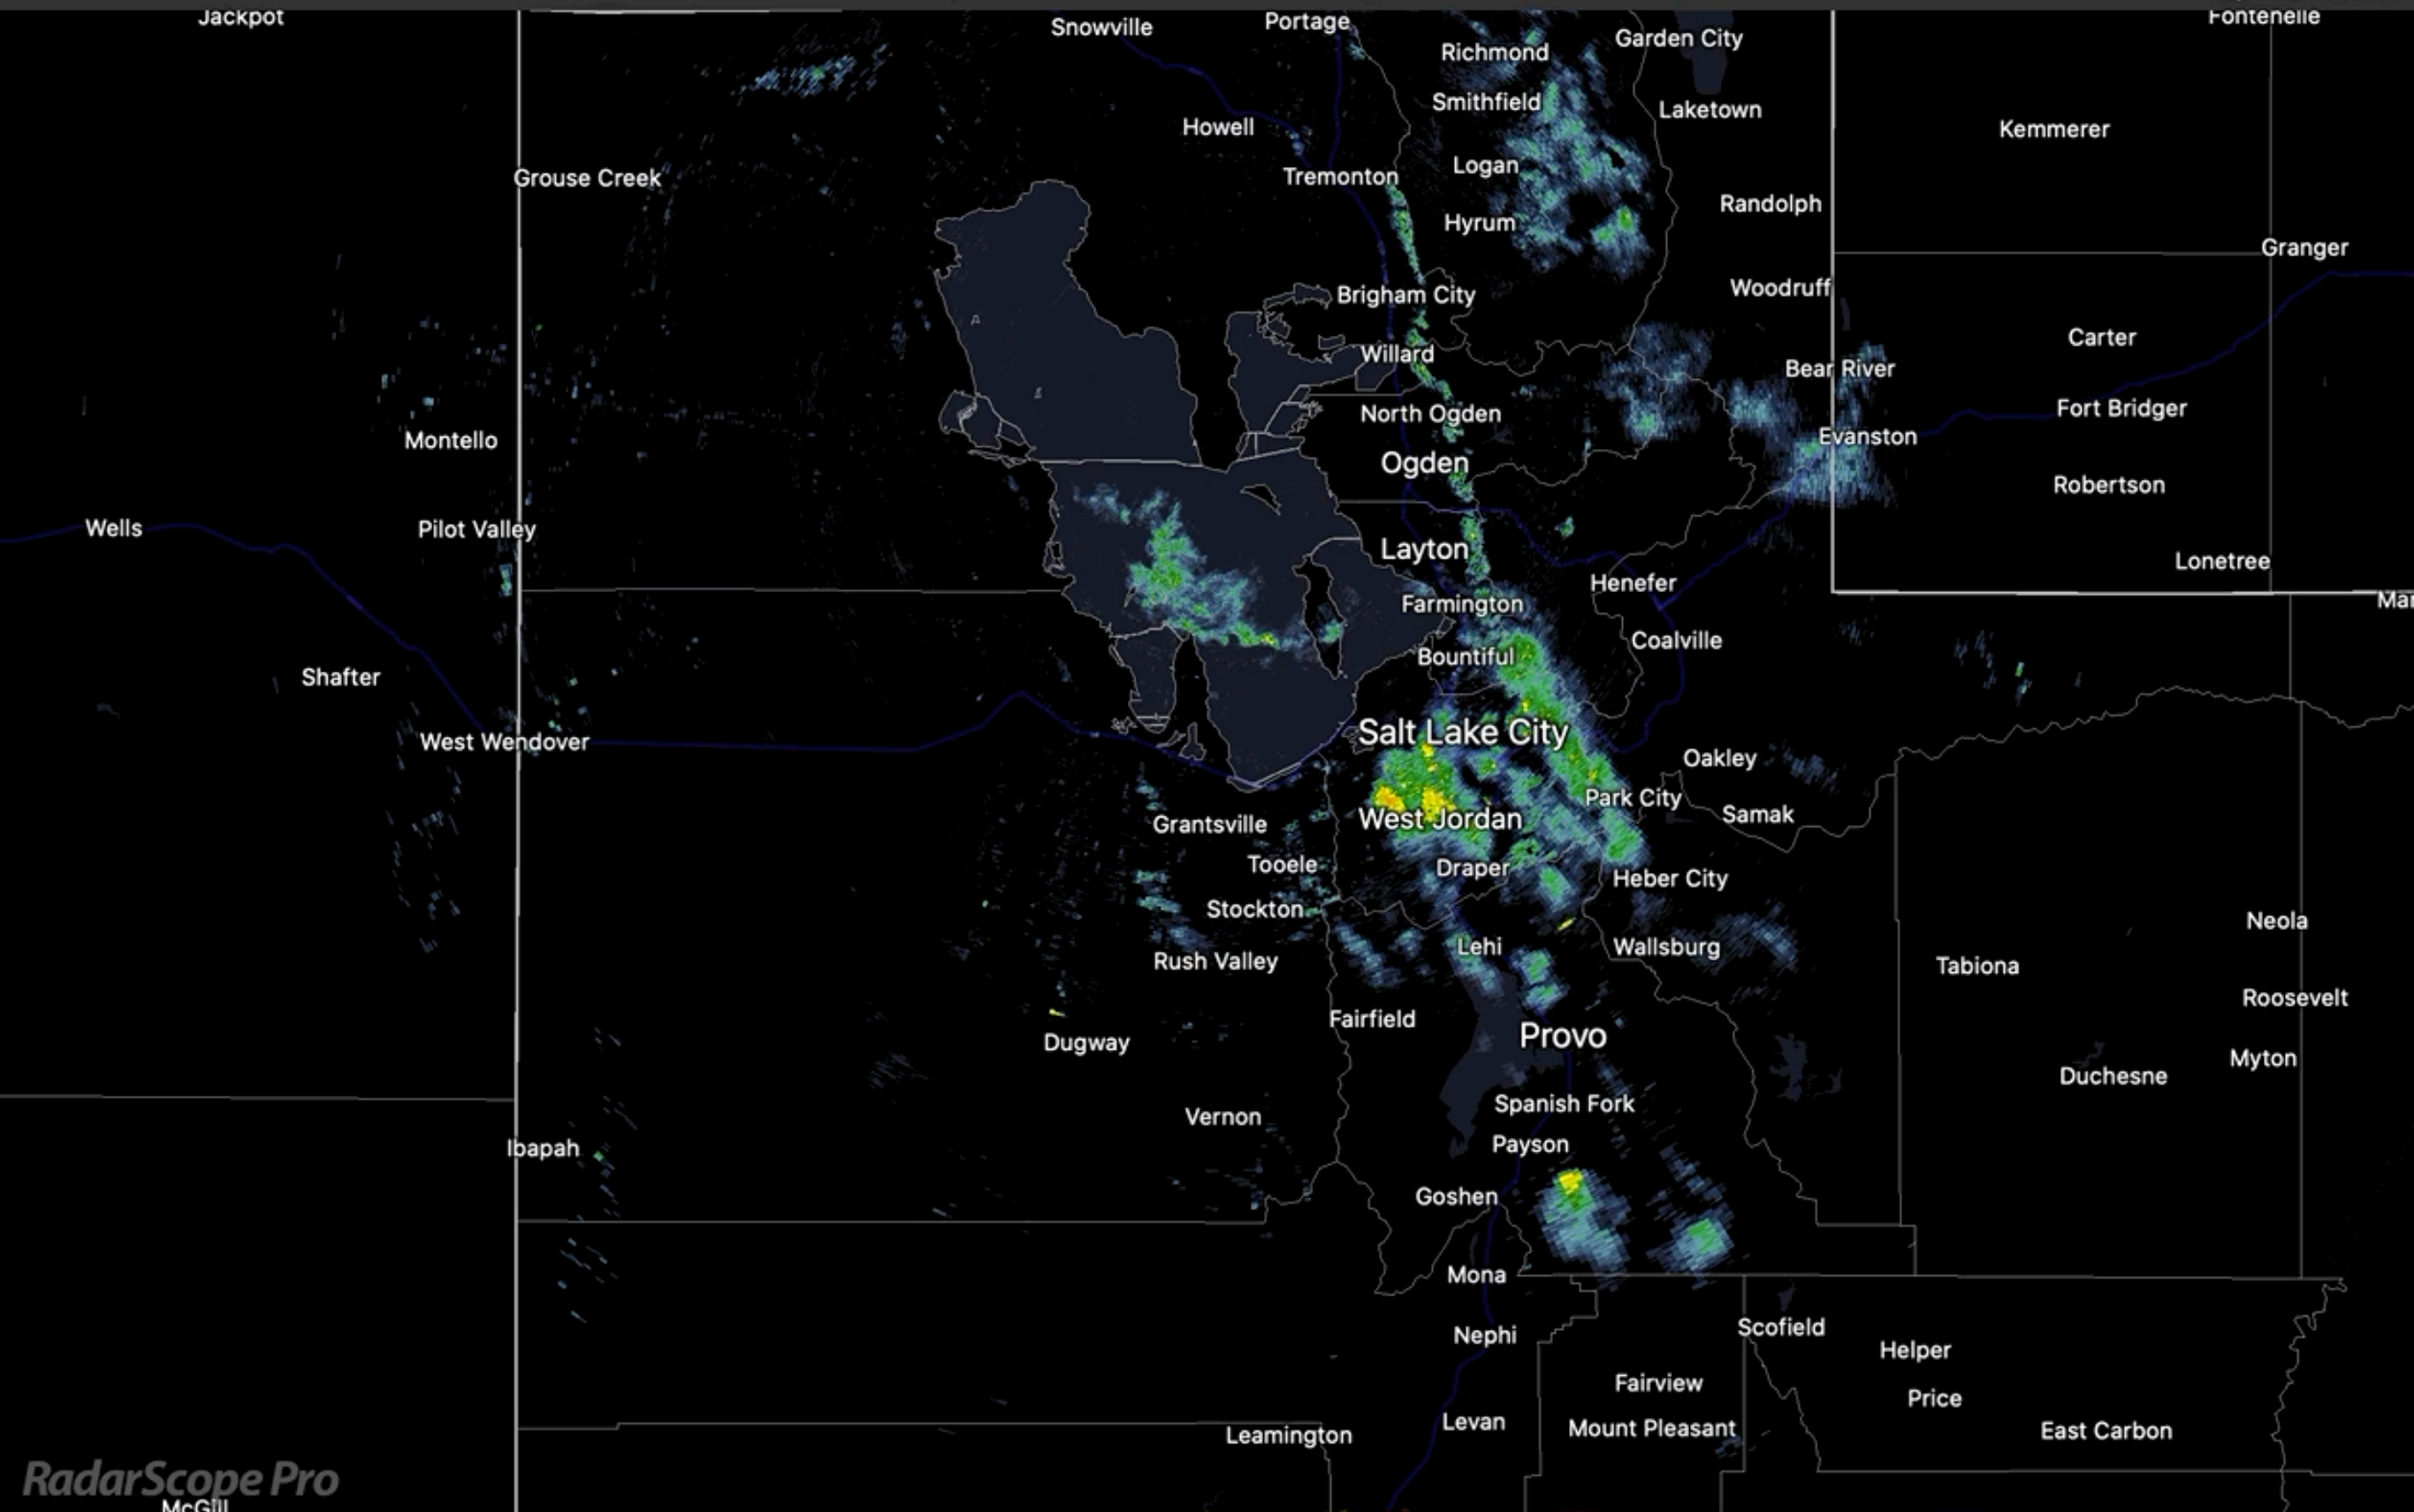 Jackpot
Snowville
Portage
Richmond
Garden City
Fontenelle
Smithfield
Laketown
Howell
Kemmerer
Logan
Tremonton
Grouse Creek
Randolph
Hyrum
Granger
Woodruff
Brigham City
Carter
Willard
Bear River
Fort Bridger
North Ogden
Evanston
Montello
Ogden
Robertson
Wells
Pilot Valley
Layton
Lonetree
Henefer
Farmington
Mar
Coalville
Bountiful
Shafter
Salt Lake City
West Wendover
Oakley
Park City
Samak
West Jordan
Grantsville
Tooele
Draper
Heber City
Stockton
Neola
Lehi
Wallsburg
Rush Valley
Tabiona
Roosevelt
Fairfield
Provo
Dugway
Myton
Duchesne
Spanish Fork
Vernon
Payson
Ibapah
Goshen
Mona
Scofield
Nephi
Helper
Fairview
Price
Levan
Mount Pleasant
East Carbon
Leamington
RadarScope Pro
McGill